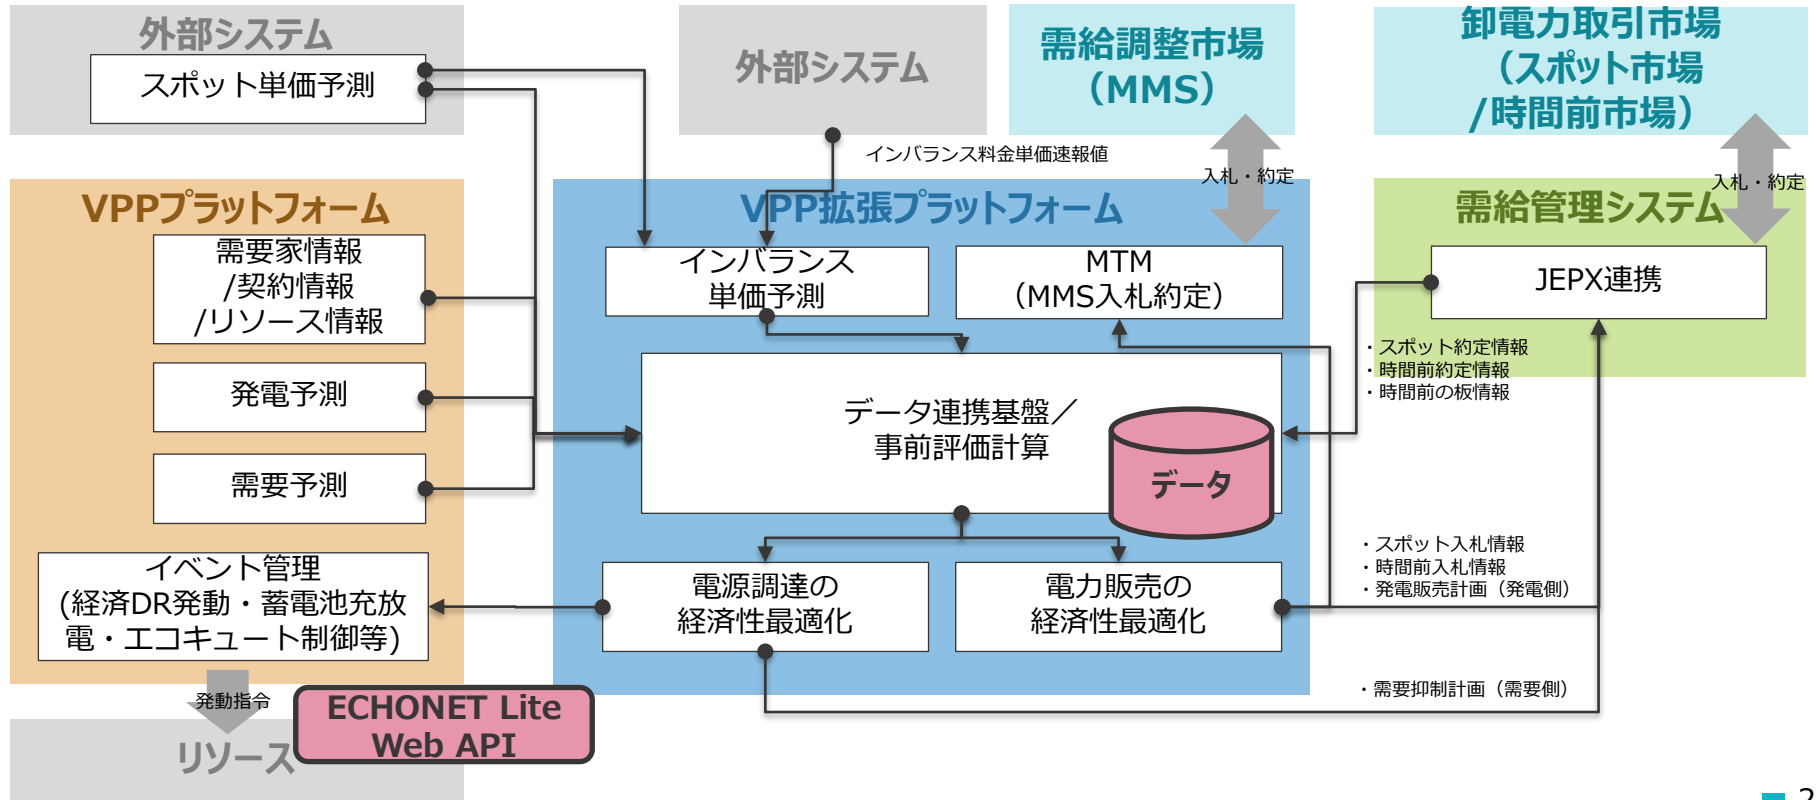 外部システム
スポット単価予測
外部システム
需給調整市場
（MMS）
卸電力取引市場
（スポット市場
/時間前市場）
インバランス料金単価速報値
入札・約定
入札・約定
VPPプラットフォーム
需要家情報
/契約情報
/リソース情報
発電予測
需要予測
イベント管理
(経済DR発動・蓄電池充放
電・エコキュート制御等)
発動指令
リソース
ECHONET Lite
Web API
VPP拡張プラットフォーム
インバランス
単価予測
MTM
（MMS入札約定）
データ連携基盤／
事前評価計算
データ
電源調達の
経済性最適化
電力販売の
経済性最適化
需給管理システム
JEPX連携
・スポット約定情報
・時間前約定情報
・時間前の板情報
・スポット入札情報
・時間前入札情報
・発電販売計画（発電側）
・需要抑制計画（需要側）
2